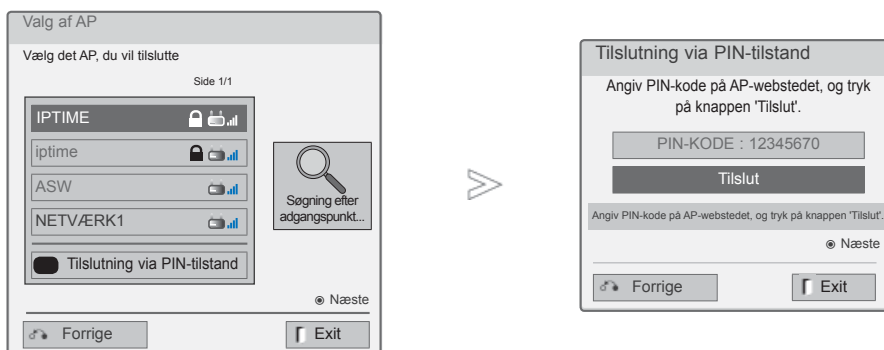 Valg af AP
Vælg det AP, du vil tilslutte
Side 1/1
IPTIME
iptime
ASW
NETVÆRK1
Tilslutning via PIN-tilstand
Søgning efter
adgangspunkt...
Næste
Forrige
Exit
Tilslutning via PIN-tilstand
Angiv PIN-kode på AP-webstedet, og tryk
på knappen 'Tilslut'.
PIN-KODE : 12345670
Tilslut
Angiv PIN-kode på AP-webstedet, og tryk på knappen 'Tilslut'.
Næste
Forrige
Exit